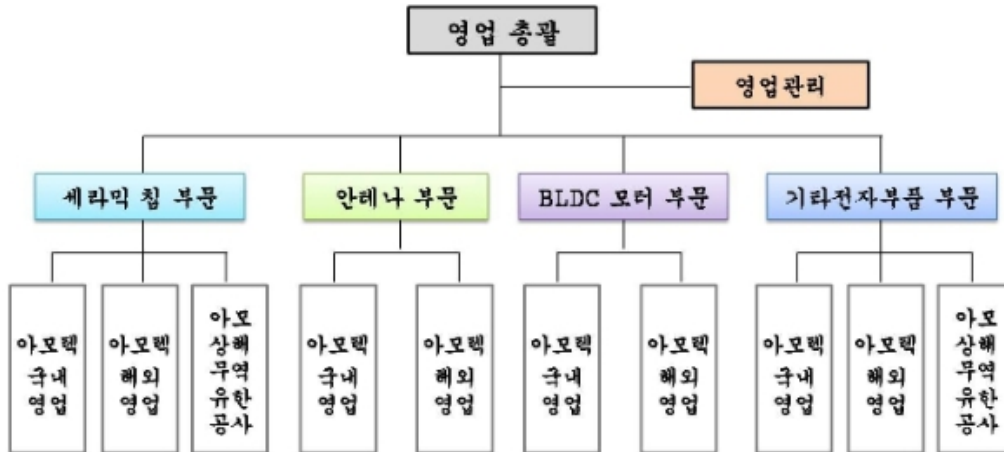 영업 총괄
영업관리
세라믹 칩 부문
안테나 부문
BLDC 모터 부문
기타전자부품 부문
아모텍
국내
영업
아모텍
해외
영업
아모
상해
무역
유한
공사
아모텍
국내
영업
아모텍
해외
영업
아모텍
국내
영업
아모텍
해외
영업
아모텍
국내
영업
아모텍
해외
영업
아모
상해
무역
유한
공사